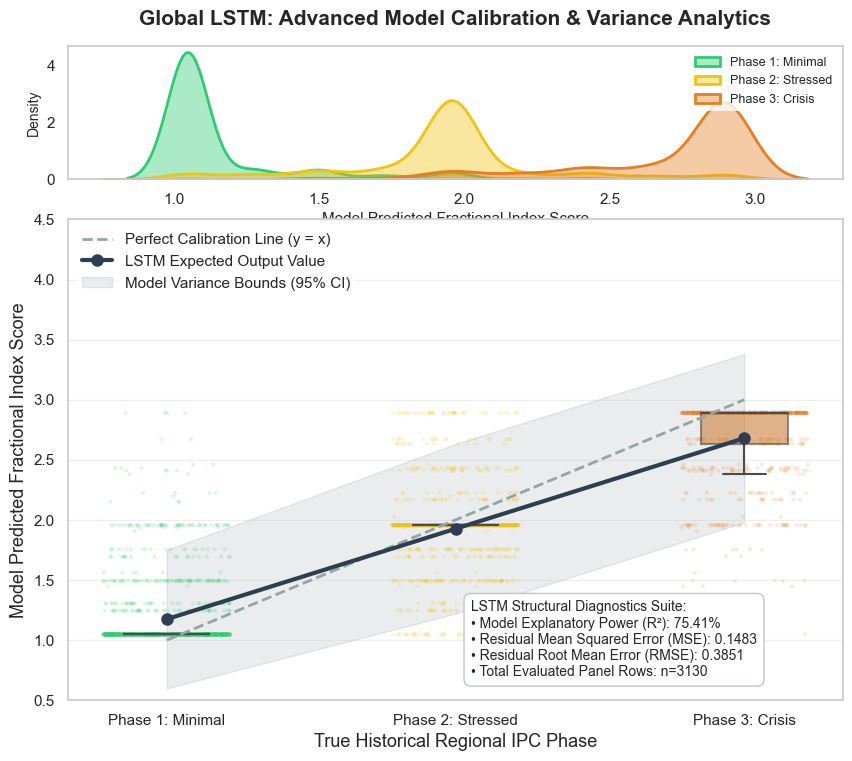 Global LSTM: Advanced Model Calibration & Variance Analytics
Density
4
2
0
Phase 1: Minimal
Phase 2: Stressed
Phase 3: Crisis
1.0 1.5 2.0 2.5 3.0
Model Predicted Fractional Index Score
Model Predicted Fractional Index Score
4.5
4.0
3.5
3.0
2.5
2.0
1.5
1.0
0.5
Perfect Calibration Line (y = x)
LSTM Expected Output Value
Model Variance Bounds (95% CI)
LSTM Structural Diagnostics Suite:
• Model Explanatory Power (R²): 75.41%
• Residual Mean Squared Error (MSE): 0.1483
• Residual Root Mean Error (RMSE): 0.3851
• Total Evaluated Panel Rows: n=3130
Phase 1: Minimal Phase 2: Stressed Phase 3: Crisis
True Historical Regional IPC Phase